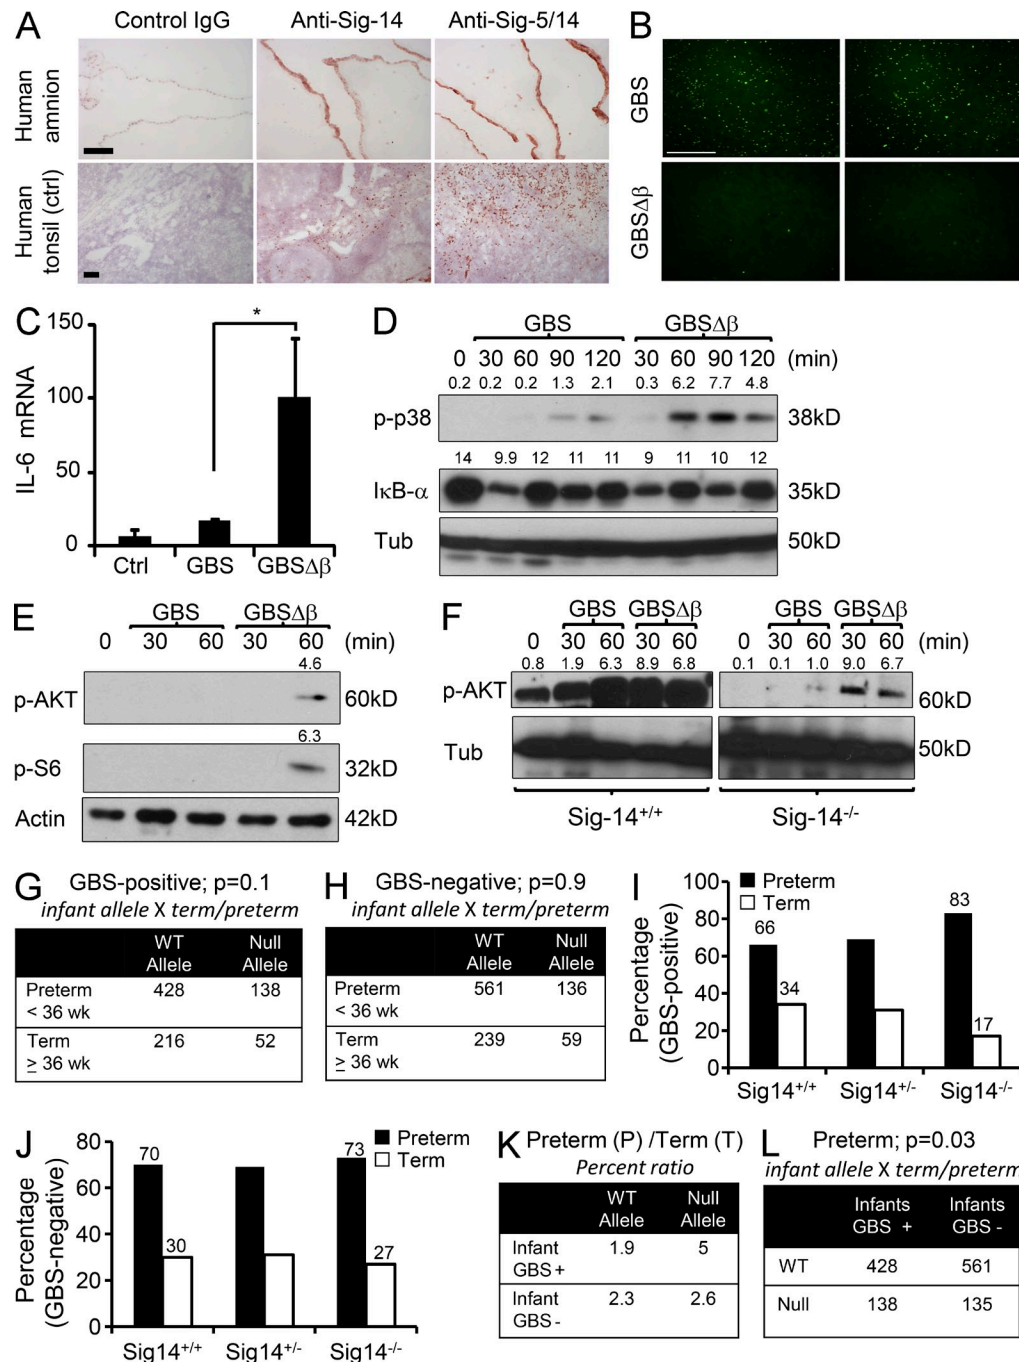 A
Control IgG Anti-Sig-14 Anti-Sig-5/14
Human amnion
Human tonsil (ctrl)
B
GBS
GBSΔβ
C
IL-6 mRNA
150
100
50
0
*
Ctrl GBS GBSΔβ
D
GBS GBSΔβ
0 30 60 90 120 30 60 90 120 (min)
0.2 0.2 0.2 1.3 2.1 0.3 6.2 7.7 4.8
p-p38 38kD
14 9.9 12 11 11 9 11 10 12
IκB-α 35kD
Tub 50kD
E
GBS GBSΔβ
0 30 60 30 60 (min)
4.6
p-AKT 60kD
6.3
p-S6 32kD
Actin 42kD
F
GBS GBSΔβ GBS GBSΔβ
0 30 60 30 60 0 30 60 30 60 (min)
0.8 1.9 6.3 8.9 6.8 0.1 0.1 1.0 9.0 6.7
p-AKT 60kD
Tub 50kD
Sig-14+/+ Sig-14-/-
G GBS-positive; p=0.1
infant allele X term/preterm
WT Allele Null Allele
Preterm < 36 wk 428 138
Term ≥ 36 wk 216 52
H GBS-negative; p=0.9
infant allele X term/preterm
WT Allele Null Allele
Preterm < 36 wk 561 136
Term ≥ 36 wk 239 59
I
Percentage (GBS-positive)
100
80
60
40
20
0
Preterm
Term
66 34 83 17
Sig14+/+ Sig14+/- Sig14-/-
J
Percentage (GBS-negative)
80
60
40
20
0
Preterm
Term
70 30 73 27
Sig14+/+ Sig14+/- Sig14-/-
K Preterm (P) /Term (T)
Percent ratio
WT Allele Null Allele
Infant GBS + 1.9 5
Infant GBS - 2.3 2.6
L Preterm; p=0.03
infant allele X term/preterm
Infants GBS + Infants GBS -
WT 428 561
Null 138 135